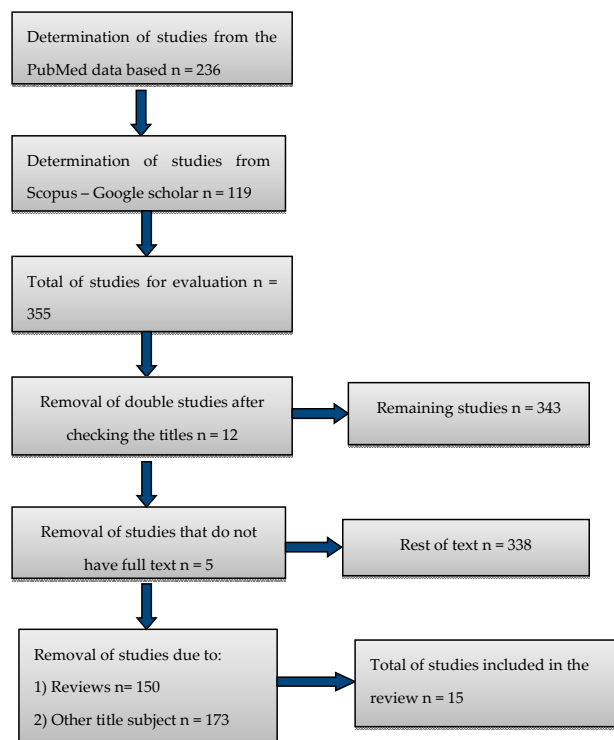 Determination of studies from the
PubMed data based n = 236
Determination of studies from
Scopus – Google scholar n = 119
Total of studies for evaluation n =
355
Removal of double studies after
checking the titles n = 12
Remaining studies n = 343
Removal of studies that do not
have full text n = 5
Rest of text n = 338
Removal of studies due to:
1) Reviews n= 150
2) Other title subject n = 173
Total of studies included in the
review n = 15